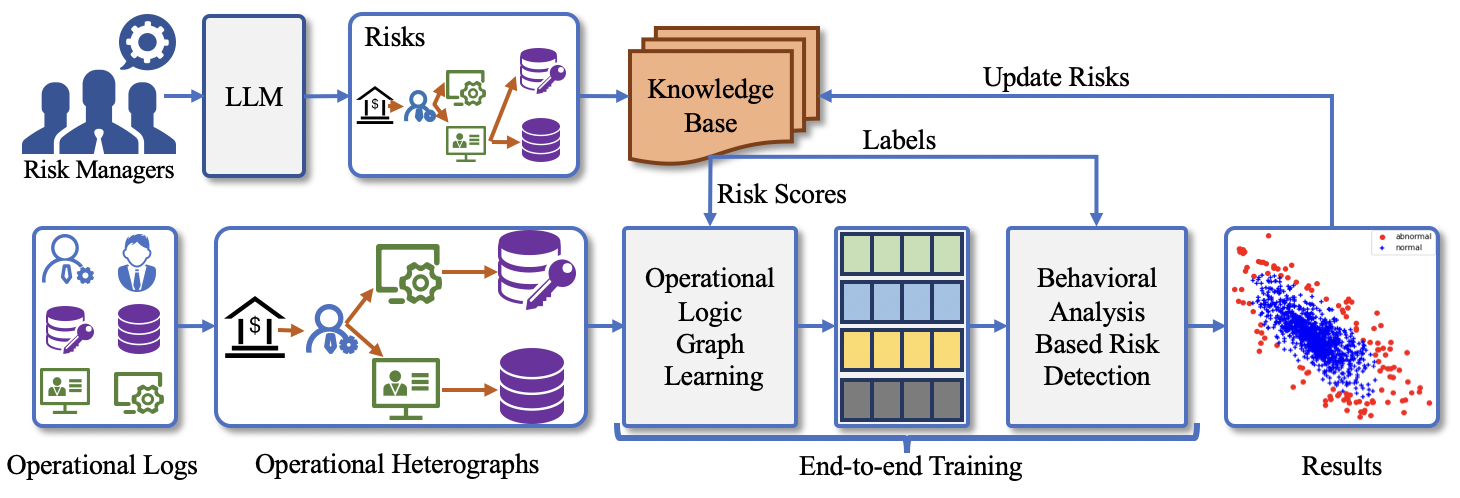 Risk Managers
LLM
Risks
$
Knowledge
Base
Update Risks
Labels
Risk Scores
$
Operational
Logic
Graph
Learning
Behavioral
Analysis
Based Risk
Detection
abnormal
normal
Operational Logs
Operational Heterographs
End-to-end Training
Results